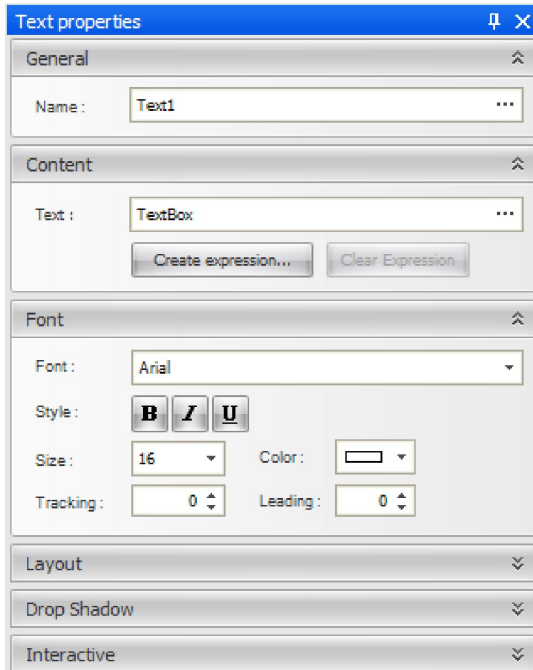 Text properties
General
Name : Text1 ...
Content
Text : TextBox ...
Create expression... Clear Expression
Font
Font : Arial
Style : B I U
Size : 16 Color :
Tracking : 0 Leading : 0
Layout
Drop Shadow
Interactive